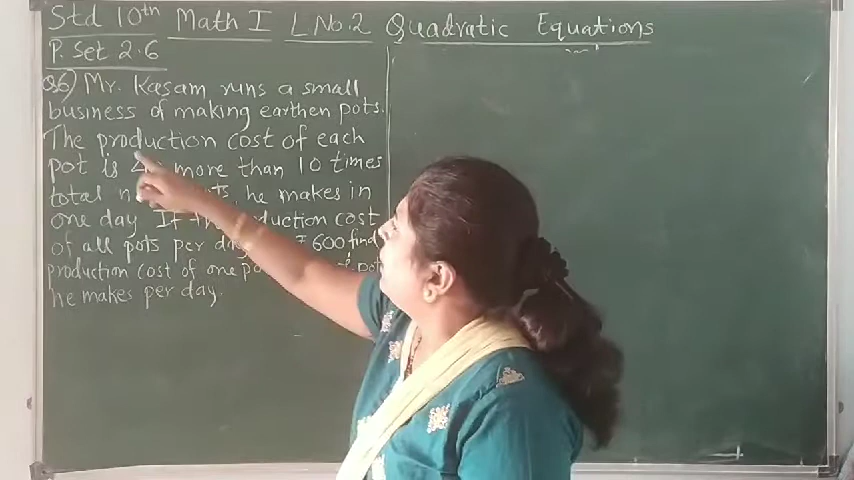 Std 10th Math I L No.2 Quadratic Equations
P. Set 2.6
Q6) Mr. Kasam runs a small
business of making earthen pots.
The production cost of each
pot is more than 10 times
total he makes in
one day. If production cost
of all pots per ₹600, find
production cost of one
he makes per day.